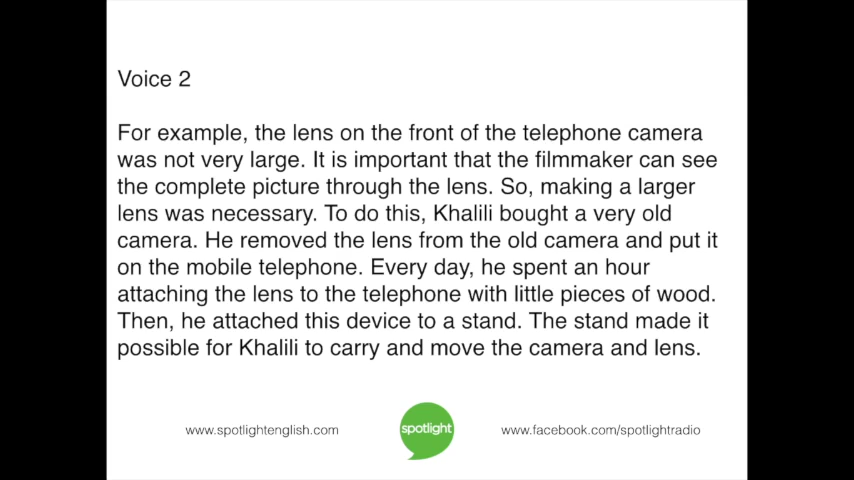 Voice 2
For example, the lens on the front of the telephone camera
was not very large. It is important that the filmmaker can see
the complete picture through the lens. So, making a larger
lens was necessary. To do this, Khalili bought a very old
camera. He removed the lens from the old camera and put it
on the mobile telephone. Every day, he spent an hour
attaching the lens to the telephone with little pieces of wood.
Then, he attached this device to a stand. The stand made it
possible for Khalili to carry and move the camera and lens.
www.spotlightenglish.com
spotlight
www.facebook.com/spotlightradio